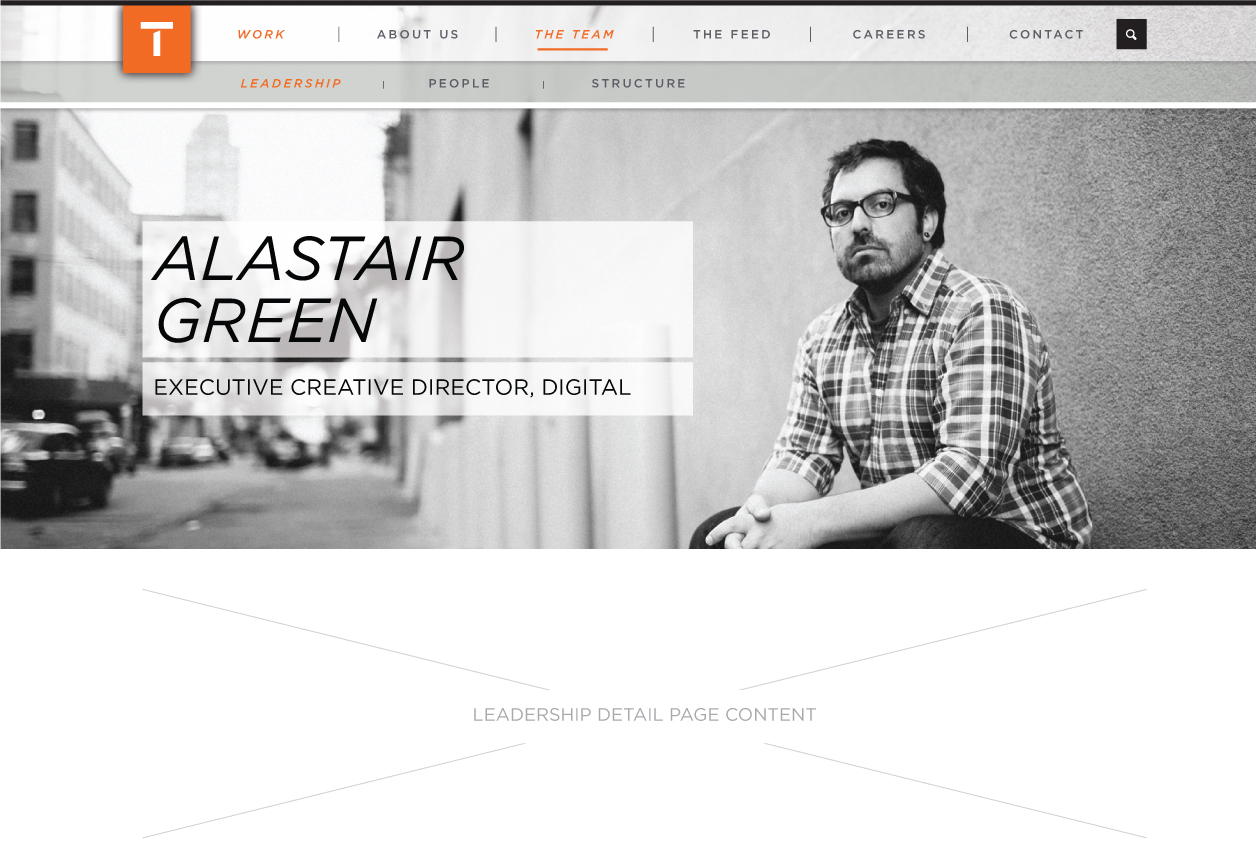 T
WORK | ABOUT US | THE TEAM | THE FEED | CAREERS | CONTACT
LEADERSHIP | PEOPLE | STRUCTURE
ALASTAIR
GREEN
EXECUTIVE CREATIVE DIRECTOR, DIGITAL
LEADERSHIP DETAIL PAGE CONTENT